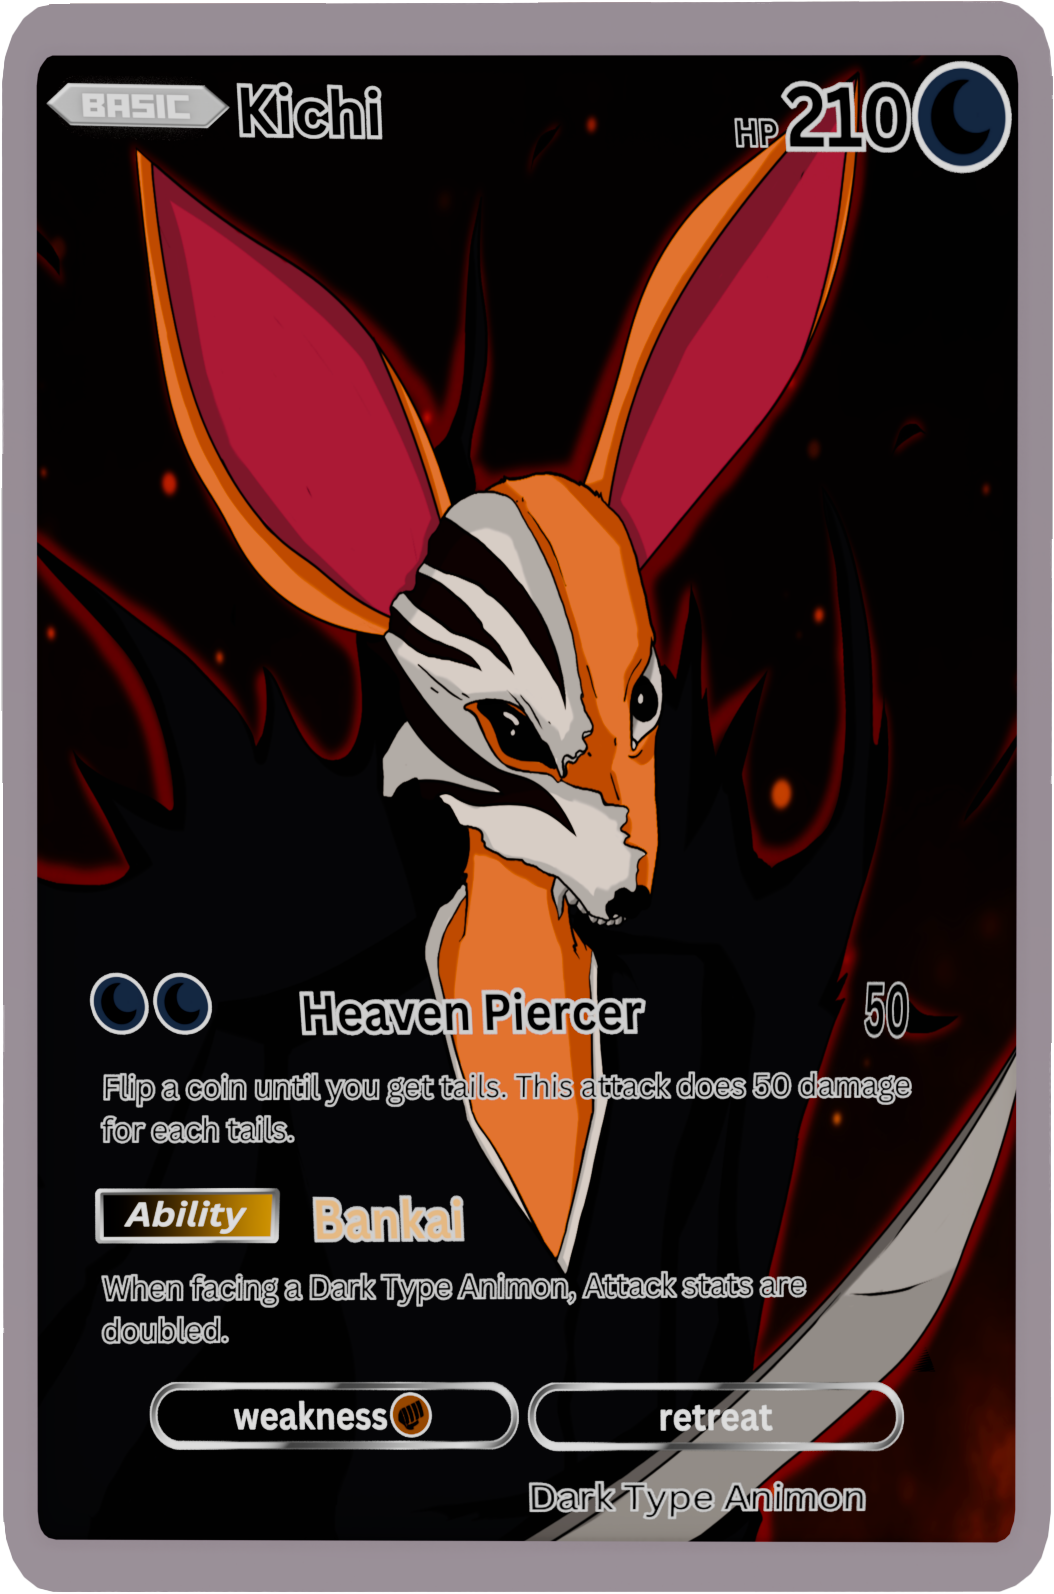 BASIC Kichi HP 210
Heaven Piercer 50
Flip a coin until you get tails. This attack does 50 damage
for each tails.
Ability Bankai
When facing a Dark Type Animon, Attack stats are
doubled.
weakness retreat
Dark Type Animon